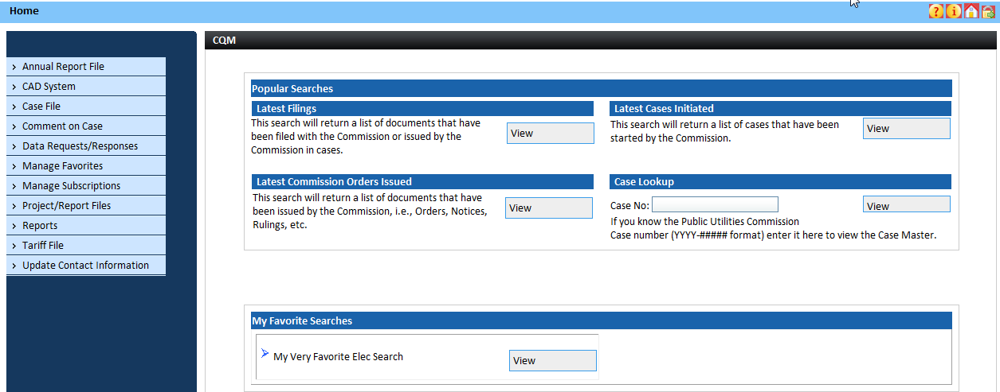 Home
CQM
Annual Report File
CAD System
Case File
Comment on Case
Data Requests/Responses
Manage Favorites
Manage Subscriptions
Project/Report Files
Reports
Tariff File
Update Contact Information
Popular Searches
Latest Filings
This search will return a list of documents that have
been filed with the Commission or issued by the
Commission in cases.
View
Latest Cases Initiated
This search will return a list of cases that have been
started by the Commission.
View
Latest Commission Orders Issued
This search will return a list of documents that have
been issued by the Commission, i.e., Orders, Notices,
Rulings, etc.
View
Case Lookup
Case No:
View
If you know the Public Utilities Commission
Case number (YYYY-##### format) enter it here to view the Case Master.
My Favorite Searches
My Very Favorite Elec Search
View